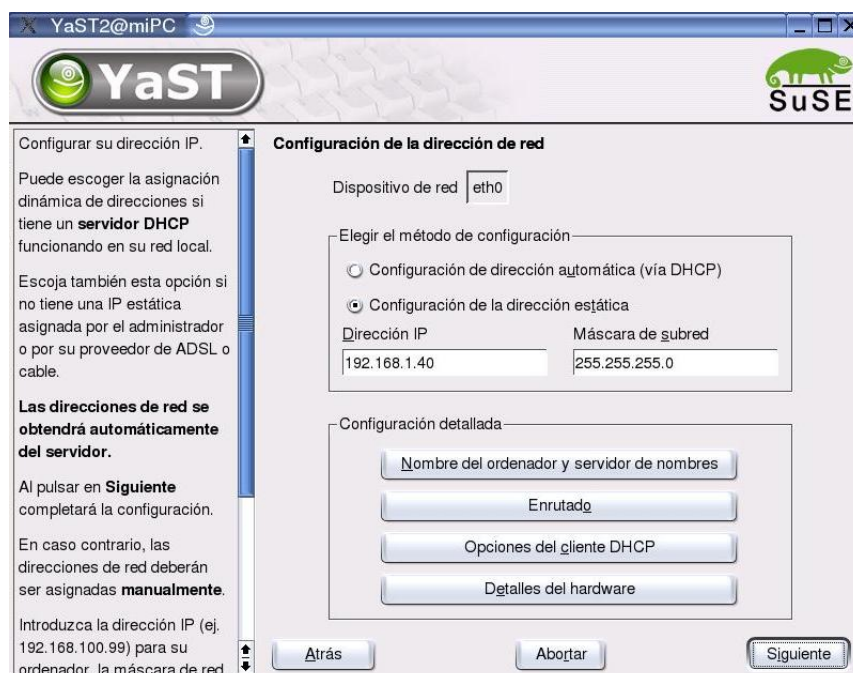 YaST2@miPC
YaST
SuSE
Configurar su dirección IP.
Puede escoger la asignación
dinámica de direcciones si
tiene un servidor DHCP
funcionando en su red local.
Escoja también esta opción si
no tiene una IP estática
asignada por el administrador
o por su proveedor de ADSL o
cable.
Las direcciones de red se
obtendrá automáticamente
del servidor.
Al pulsar en Siguiente
completará la configuración.
En caso contrario, las
direcciones de red deberán
ser asignadas manualmente.
Introduzca la dirección IP (ej.
192.168.100.99) para su
ordenador, la máscara de red
Configuración de la dirección de red
Dispositivo de red eth0
Elegir el método de configuración
Configuración de dirección automática (vía DHCP)
Configuración de la dirección estática
Dirección IP Máscara de subred
192.168.1.40 255.255.255.0
Configuración detallada
Nombre del ordenador y servidor de nombres
Enrutado
Opciones del cliente DHCP
Detalles del hardware
Atrás Abortar Siguiente